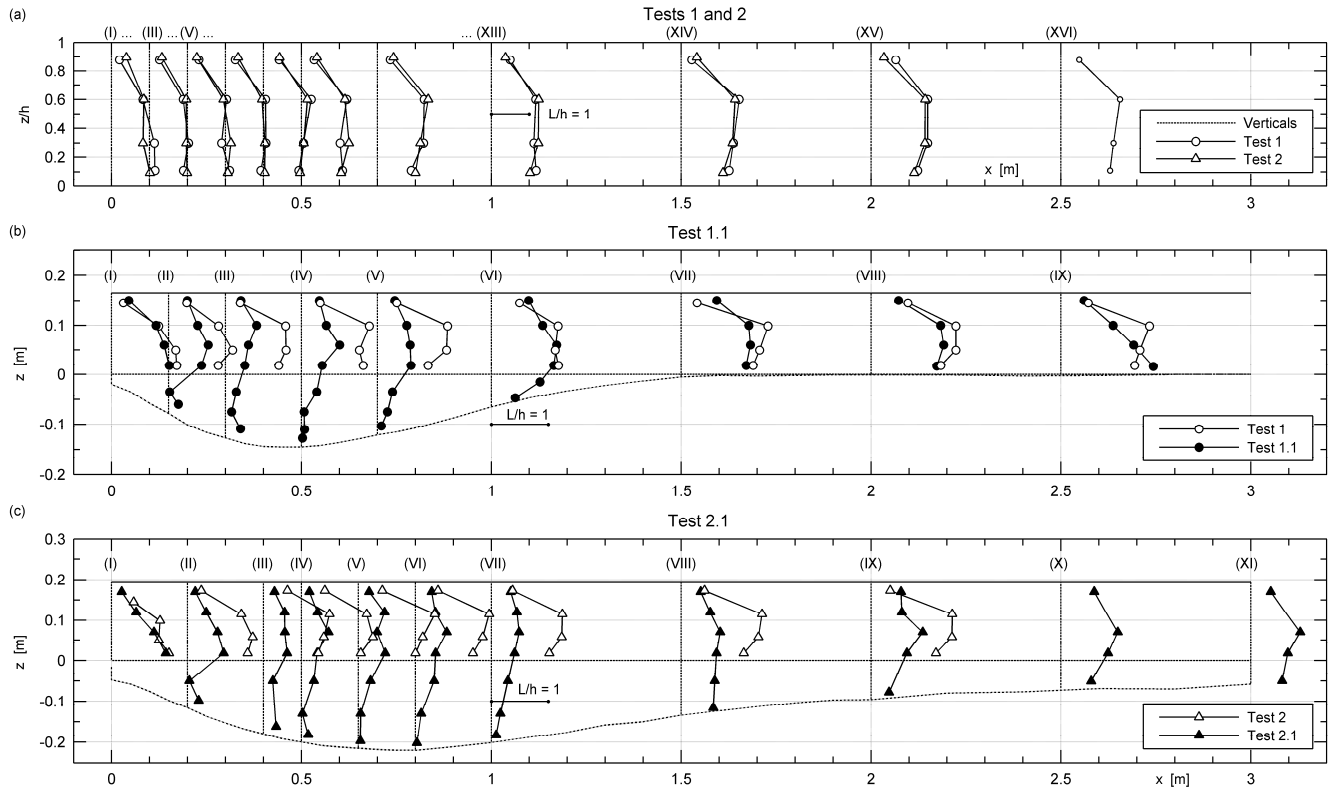 (a)
Tests 1 and 2
(I) ... (III) ... (V) ... ... (XIII) (XIV) (XV) (XVI)
1
0.8
0.6
0.4
0.2
0
z/h
L/h = 1
x [m]
Verticals
Test 1
Test 2
0 0.5 1 1.5 2 2.5 3
(b)
Test 1.1
(I) (II) (III) (IV) (V) (VI) (VII) (VIII) (IX)
0.2
0.1
0
-0.1
-0.2
z [m]
L/h = 1
Test 1
Test 1.1
0 0.5 1 1.5 2 2.5 3
(c)
Test 2.1
(I) (II) (III) (IV) (V) (VI) (VII) (VIII) (IX) (X) (XI)
0.3
0.2
0.1
0
-0.1
-0.2
z [m]
L/h = 1
Test 2
Test 2.1
0 0.5 1 1.5 2 2.5 x [m] 3